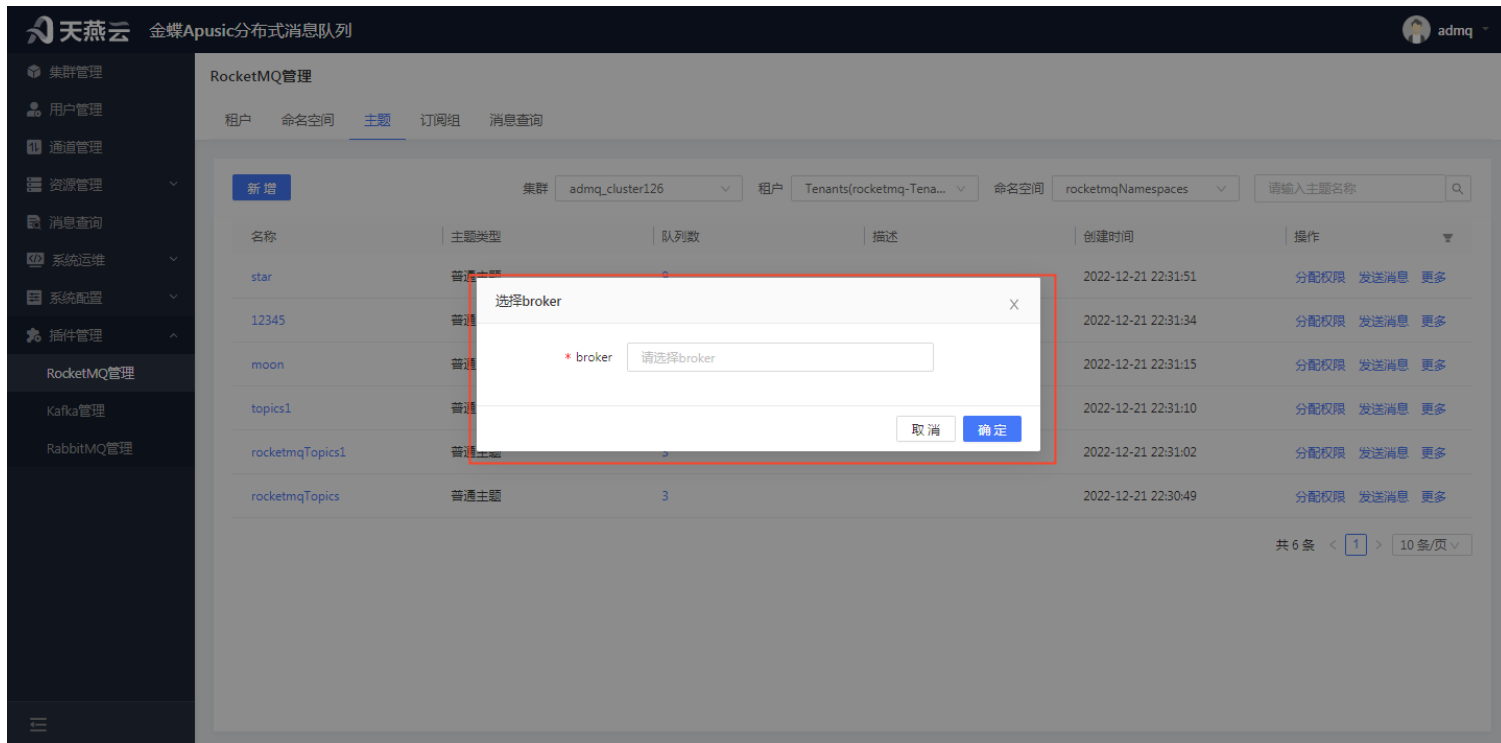 天燕云 金蝶Apusic分布式消息队列 admq
集群管理
用户管理
通道管理
资源管理
消息查询
系统运维
系统配置
插件管理
RocketMQ管理
Kafka管理
RabbitMQ管理
RocketMQ管理
租户 命名空间 主题 订阅组 消息查询
新增 集群 admq_cluster126 租户 Tenants(rocketmq-Tena... 命名空间 rocketmqNamespaces 请输入主题名称
名称 主题类型 队列数 描述 创建时间 操作
star 普通主题 2022-12-21 22:31:51 分配权限 发送消息 更多
12345 普通 2022-12-21 22:31:34 分配权限 发送消息 更多
moon 普通 2022-12-21 22:31:15 分配权限 发送消息 更多
topics1 普通 2022-12-21 22:31:10 分配权限 发送消息 更多
rocketmqTopics1 普通主题 3 2022-12-21 22:31:02 分配权限 发送消息 更多
rocketmqTopics 普通主题 3 2022-12-21 22:30:49 分配权限 发送消息 更多
共 6 条 < 1 > 10 条/页
选择broker X
* broker 请选择broker
取消 确定